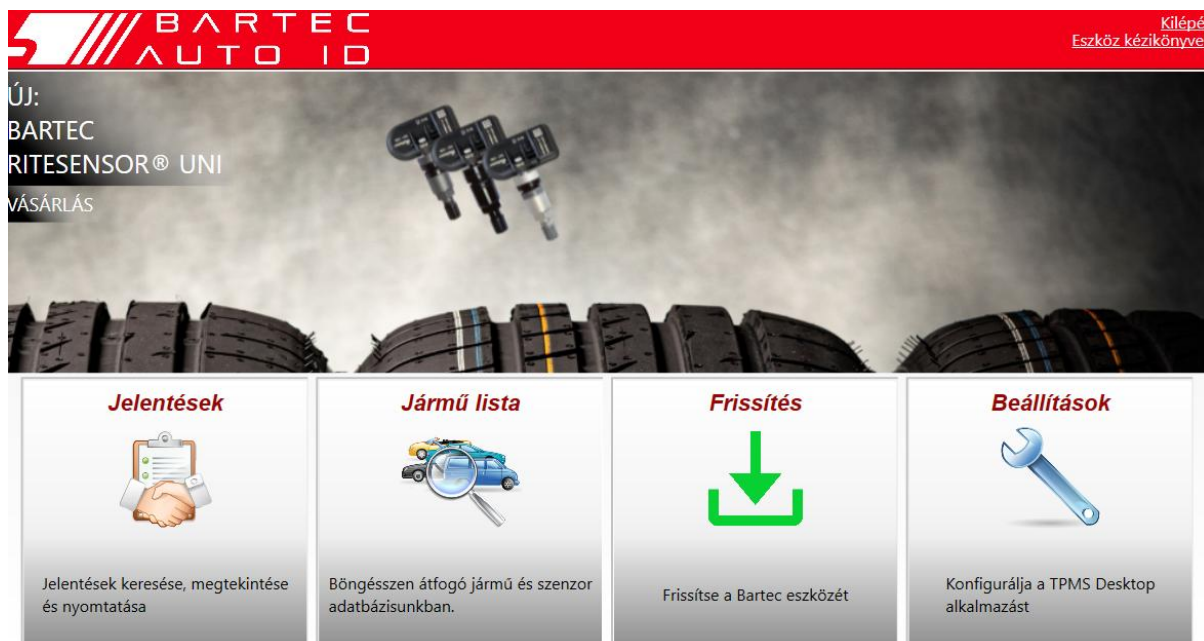 BARTEC
AUTO ID
Kilépé
Eszköz kézikönyve
ÚJ:
BARTEC
RITESENSOR® UNI
VÁSÁRLÁS
Jelentések
Jármű lista
Frissítés
Beállítások
Jelentések keresése, megtekintése
és nyomtatása
Böngésszen átfogó jármű és szenzor
adatbázisunkban.
Frissítse a Bartec eszközét
Konfigurálja a TPMS Desktop
alkalmazást